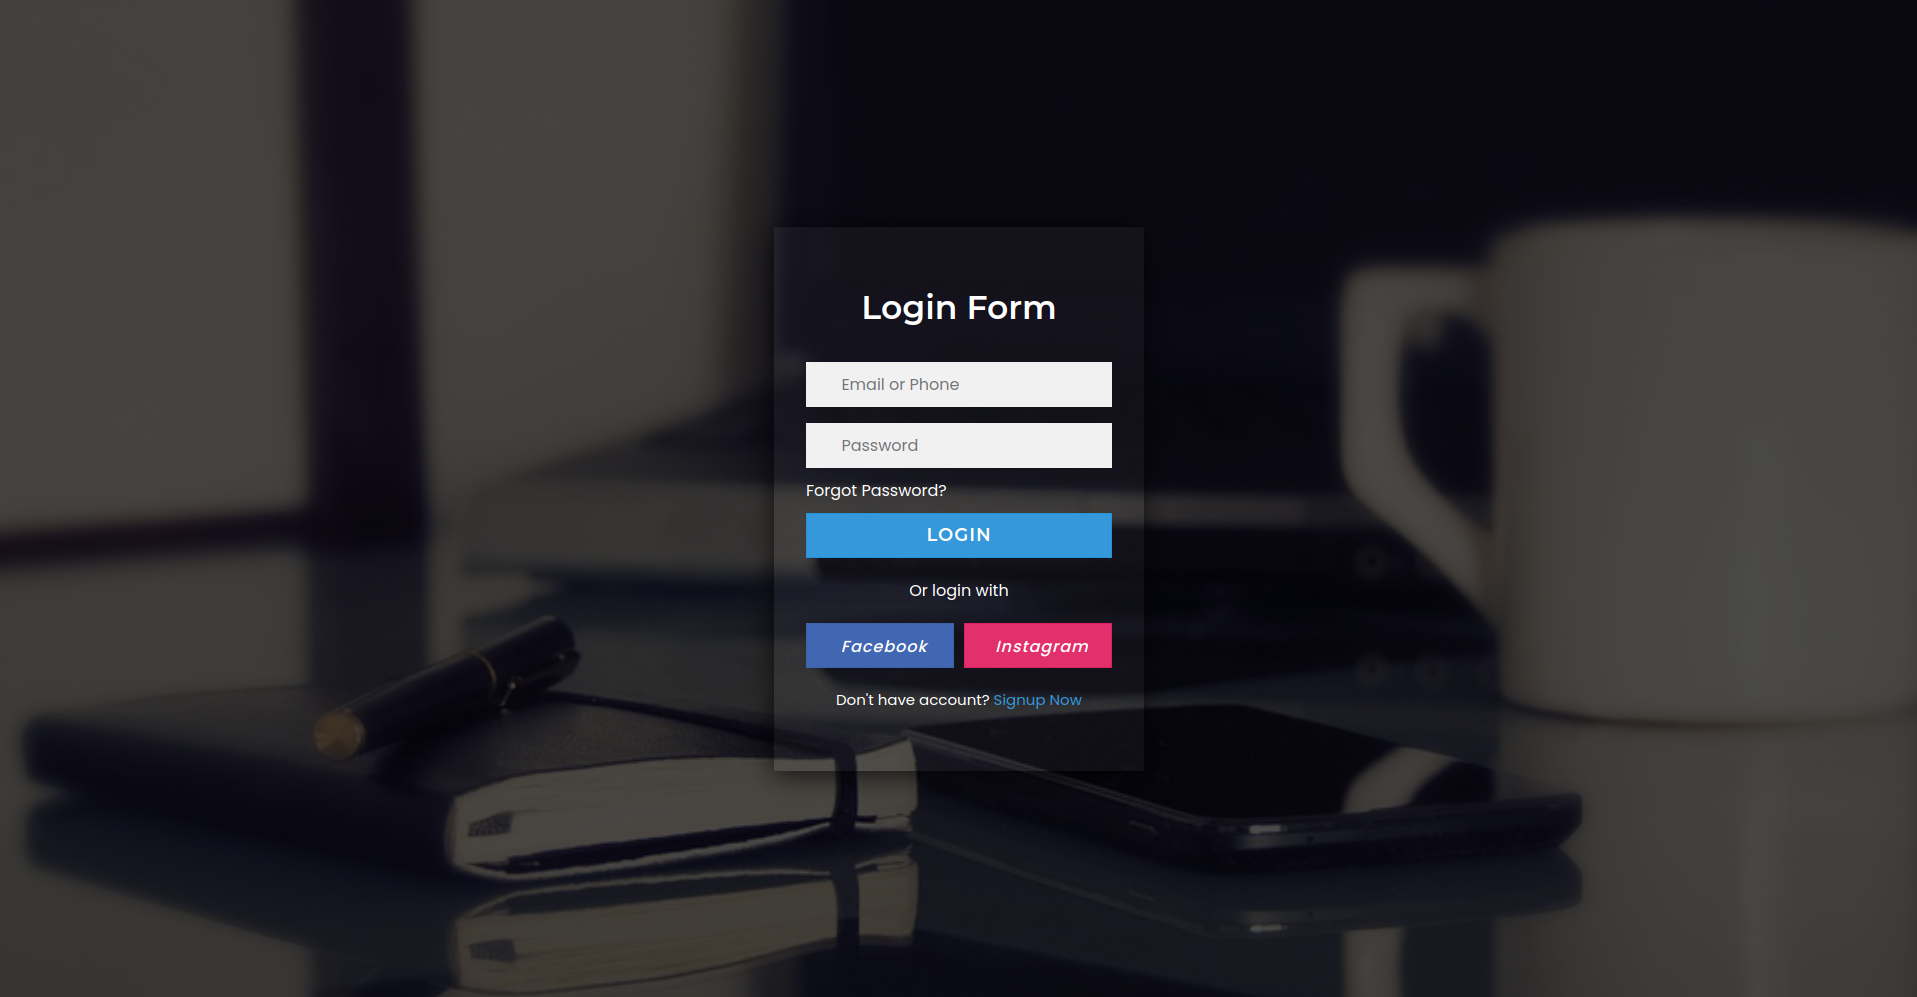 Login Form
Email or Phone
Password
Forgot Password?
LOGIN
Or login with
Facebook Instagram
Don't have account? Signup Now